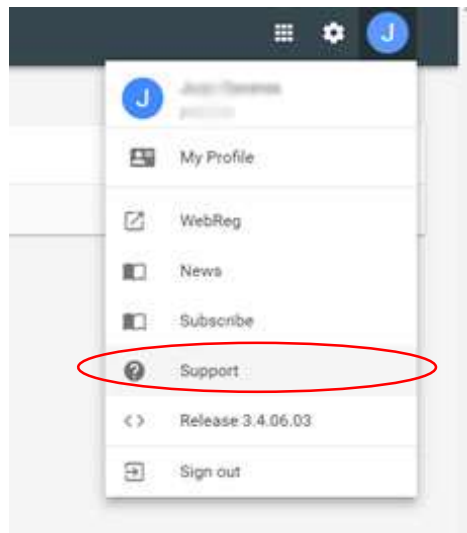 J
J
My Profile
WebReg
News
Subscribe
Support
Release 3.4.06.03
Sign out